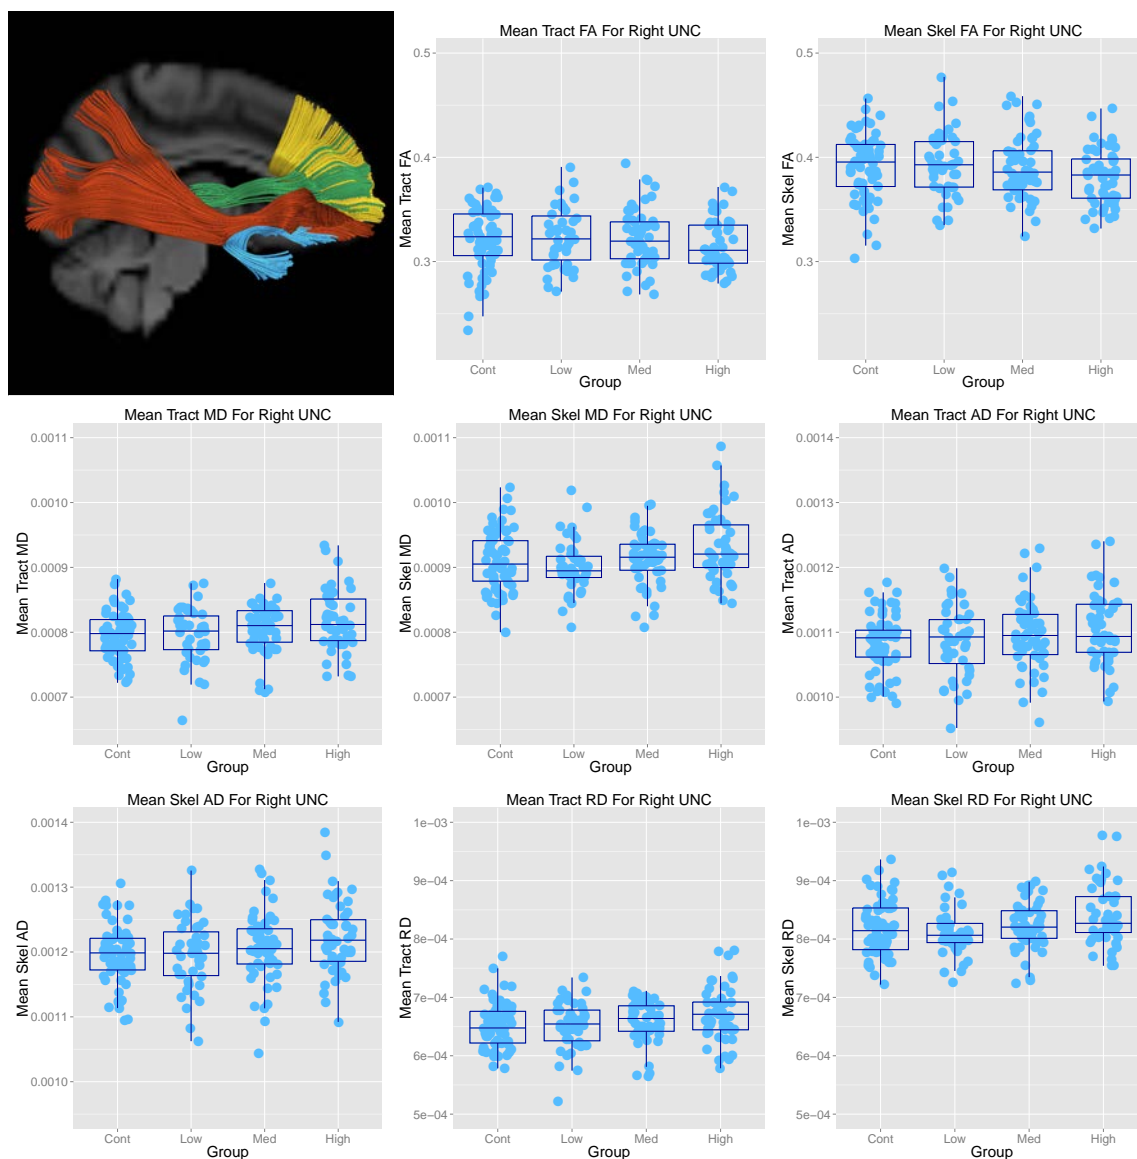 Mean Tract FA For Right UNC
0.5
0.4
0.3
Mean Tract FA
Cont Low Med High
Group
Mean Skel FA For Right UNC
0.5
0.4
0.3
Mean Skel FA
Cont Low Med High
Group
Mean Tract MD For Right UNC
0.0011
0.0010
0.0009
0.0008
0.0007
Mean Tract MD
Cont Low Med High
Group
Mean Skel MD For Right UNC
0.0011
0.0010
0.0009
0.0008
0.0007
Mean Skel MD
Cont Low Med High
Group
Mean Tract AD For Right UNC
0.0014
0.0013
0.0012
0.0011
0.0010
Mean Tract AD
Cont Low Med High
Group
Mean Skel AD For Right UNC
0.0014
0.0013
0.0012
0.0011
0.0010
Mean Skel AD
Cont Low Med High
Group
Mean Tract RD For Right UNC
1e−03
9e−04
8e−04
7e−04
6e−04
5e−04
Mean Tract RD
Cont Low Med High
Group
Mean Skel RD For Right UNC
1e−03
9e−04
8e−04
7e−04
6e−04
5e−04
Mean Skel RD
Cont Low Med High
Group